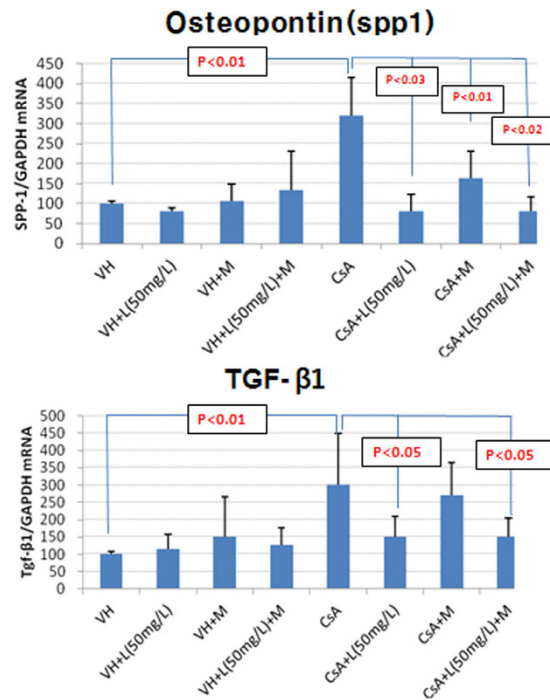 Osteopontin(spp1)
SPP-1/GAPDH mRNA
450
400
350
300
250
200
150
100
50
0
P<0.01
P<0.03
P<0.01
P<0.02
VH
VH+L(50mg/L)
VH+M
VH+L(50mg/L)+M
CsA
CsA+L(50mg/L)
CsA+M
CsA+L(50mg/L)+M
TGF- β1
Tgf-β1/GAPDH mRNA
500
450
400
350
300
250
200
150
100
50
0
P<0.01
P<0.05
P<0.05
VH
VH+L(50mg/L)
VH+M
VH+L(50mg/L)+M
CsA
CsA+L(50mg/L)
CsA+M
CsA+L(50mg/L)+M